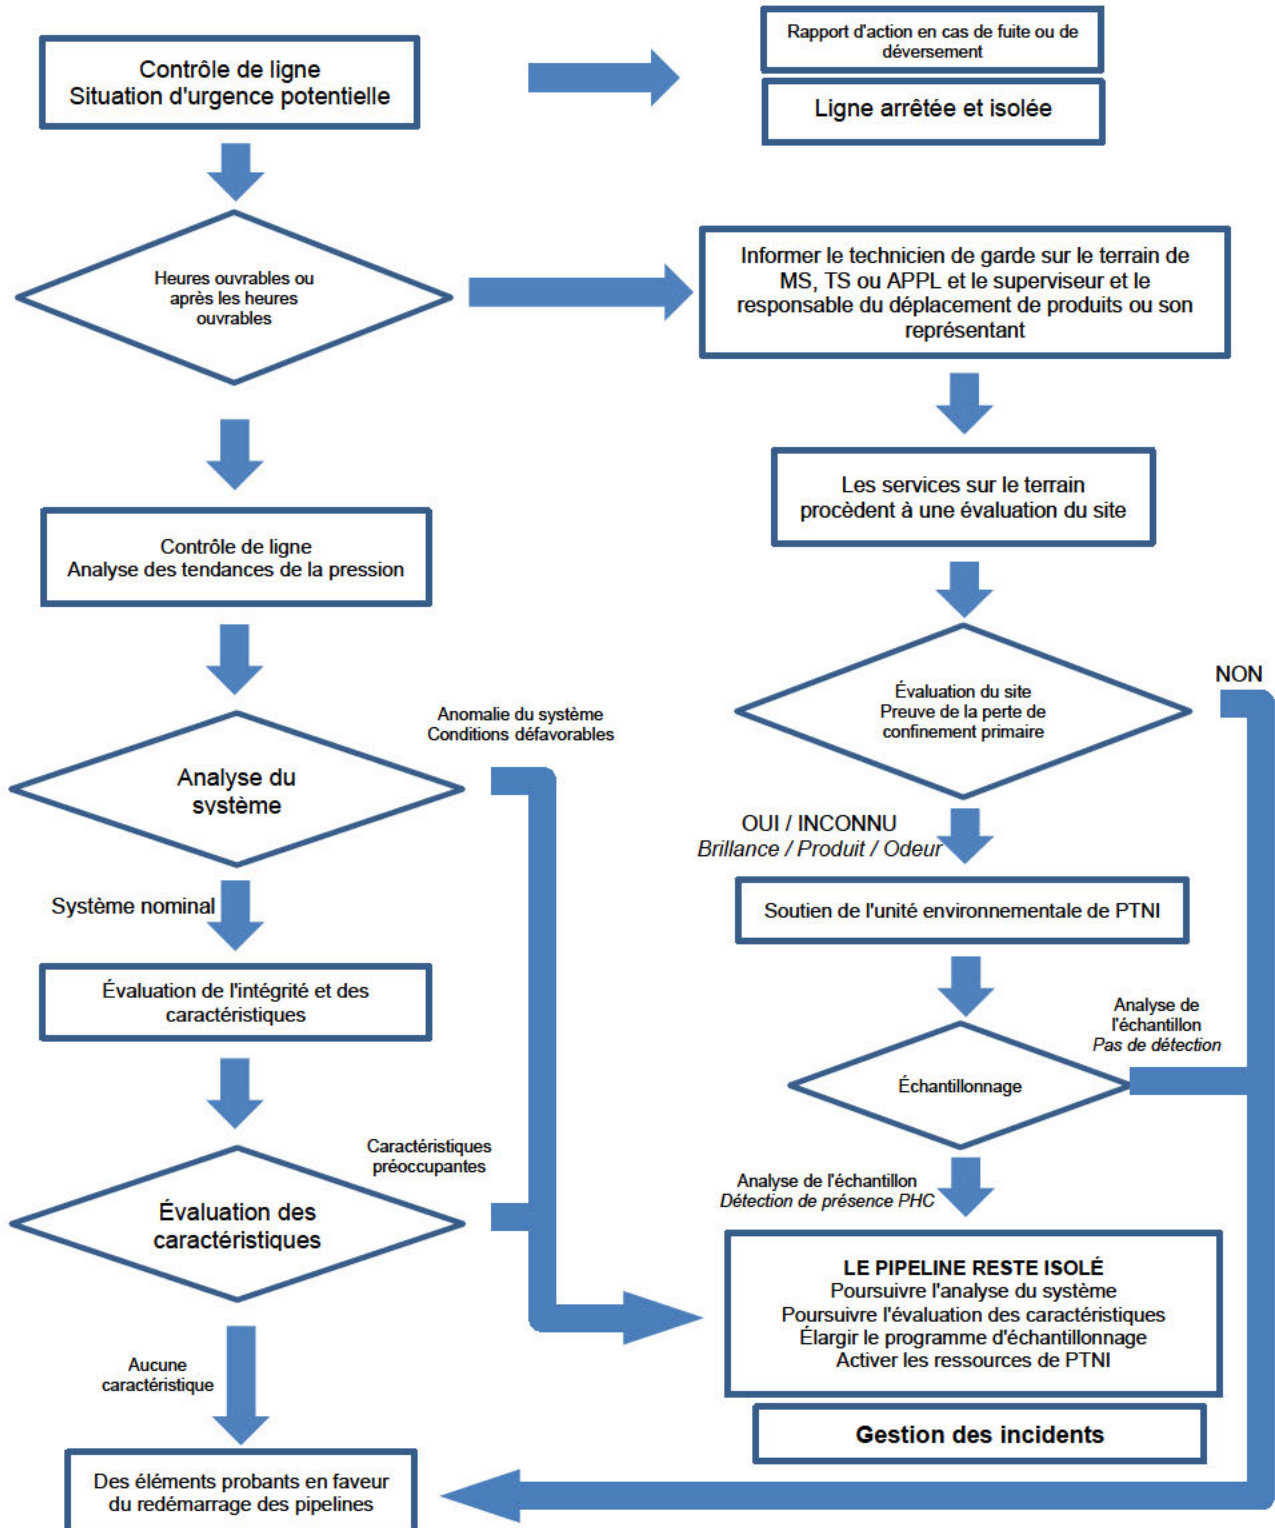 Contrôle de ligne
Situation d'urgence potentielle
Rapport d'action en cas de fuite ou de
déversement
Ligne arrêtée et isolée
Heures ouvrables ou
après les heures
ouvrables
Informer le technicien de garde sur le terrain de
MS, TS ou APPL et le superviseur et le
responsable du déplacement de produits ou son
représentant
Contrôle de ligne
Analyse des tendances de la pression
Les services sur le terrain
procèdent à une évaluation du site
Analyse du
système
Anomalie du système
Conditions défavorables
Évaluation du site
Preuve de la perte de
confinement primaire
NON
OUI / INCONNU
Brillance / Produit / Odeur
Système nominal
Soutien de l'unité environnementale de PTNI
Évaluation de l'intégrité et des
caractéristiques
Échantillonnage
Analyse de
l'échantillon
Pas de détection
Évaluation des
caractéristiques
Caractéristiques
préoccupantes
Analyse de l'échantillon
Détection de présence PHC
LE PIPELINE RESTE ISOLÉ
Poursuivre l'analyse du système
Poursuivre l'évaluation des caractéristiques
Élargir le programme d'échantillonnage
Activer les ressources de PTNI
Gestion des incidents
Aucune
caractéristique
Des éléments probants en faveur
du redémarrage des pipelines